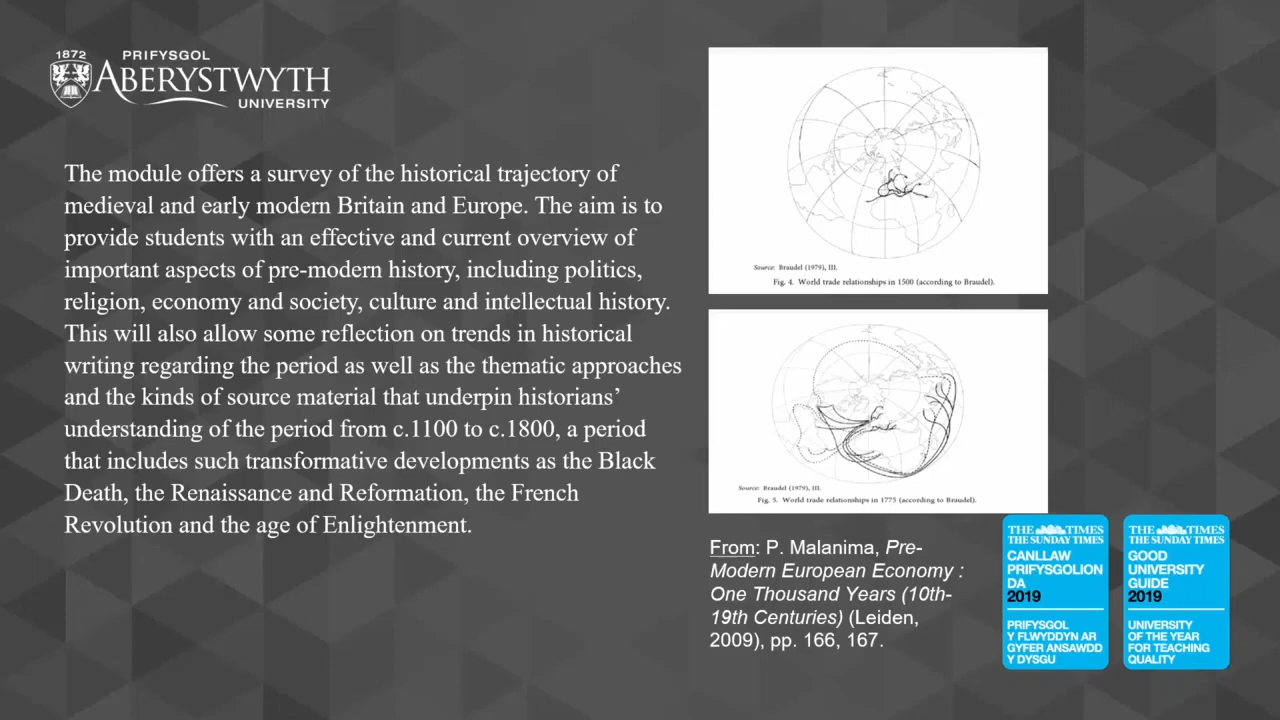 1872
PRIFYSGOL
ABERYSTWYTH
UNIVERSITY
The module offers a survey of the historical trajectory of
medieval and early modern Britain and Europe. The aim is to
provide students with an effective and current overview of
important aspects of pre-modern history, including politics,
religion, economy and society, culture and intellectual history.
This will also allow some reflection on trends in historical
writing regarding the period as well as the thematic approaches
and the kinds of source material that underpin historians’
understanding of the period from c.1100 to c.1800, a period
that includes such transformative developments as the Black
Death, the Renaissance and Reformation, the French
Revolution and the age of Enlightenment.
Source: Braudel (1979), III.
Fig. 4. World trade relationships in 1500 (according to Braudel).
Source: Braudel (1979), III.
Fig. 5. World trade relationships in 1775 (according to Braudel).
From: P. Malanima, Pre-
Modern European Economy :
One Thousand Years (10th-
19th Centuries) (Leiden,
2009), pp. 166, 167.
THE TIMES
THE SUNDAY TIMES
CANLLAW
PRIFYSGOLION
DA
2019
PRIFYSGOL
Y FLWYDDYN AR
GYFER ANSAWDD
Y DYSGU
THE TIMES
THE SUNDAY TIMES
GOOD
UNIVERSITY
GUIDE
2019
UNIVERSITY
OF THE YEAR
FOR TEACHING
QUALITY